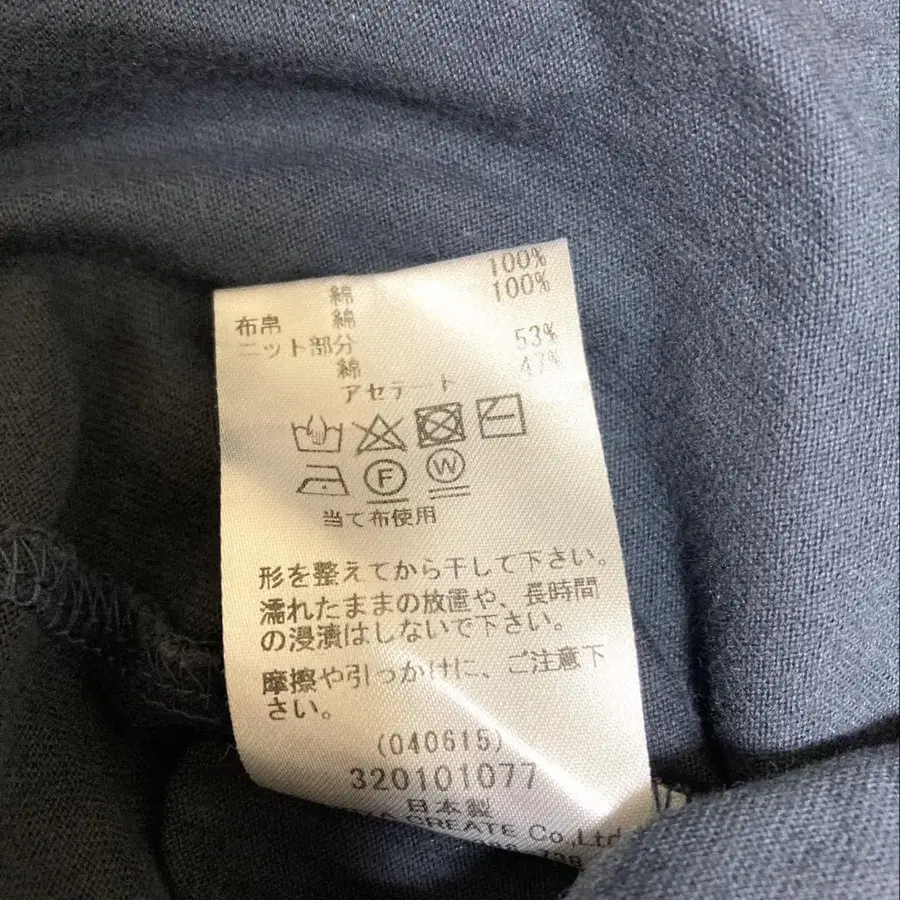 綿 100%
布帛 綿 100%
ニット部分
綿 53%
アセテート 47%
F W
当て布使用
形を整えてから干して下さい。
濡れたままの放置や、長時間
の浸漬はしないで下さい。
摩擦や引っかけに、ご注意下
さい。
(040615)
320101077
日本製
CREATE Co.,Ltd